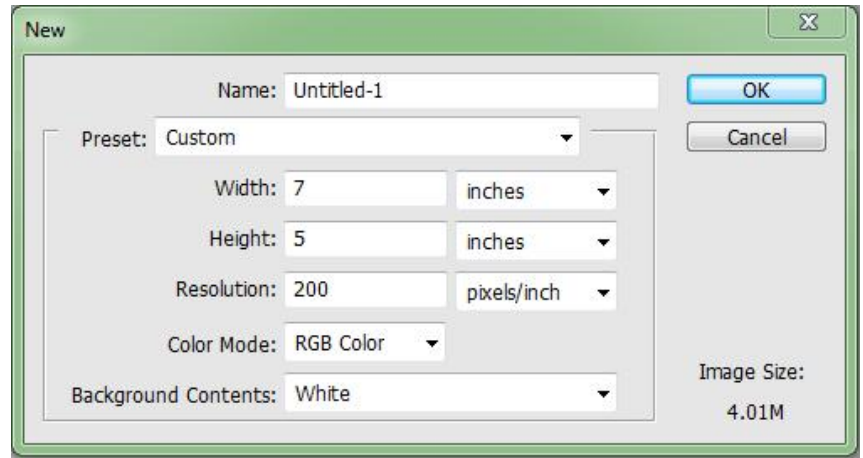 New
Name: Untitled-1
OK
Preset: Custom
Cancel
Width: 7 inches
Height: 5 inches
Resolution: 200 pixels/inch
Color Mode: RGB Color
Background Contents: White
Image Size:
4.01M